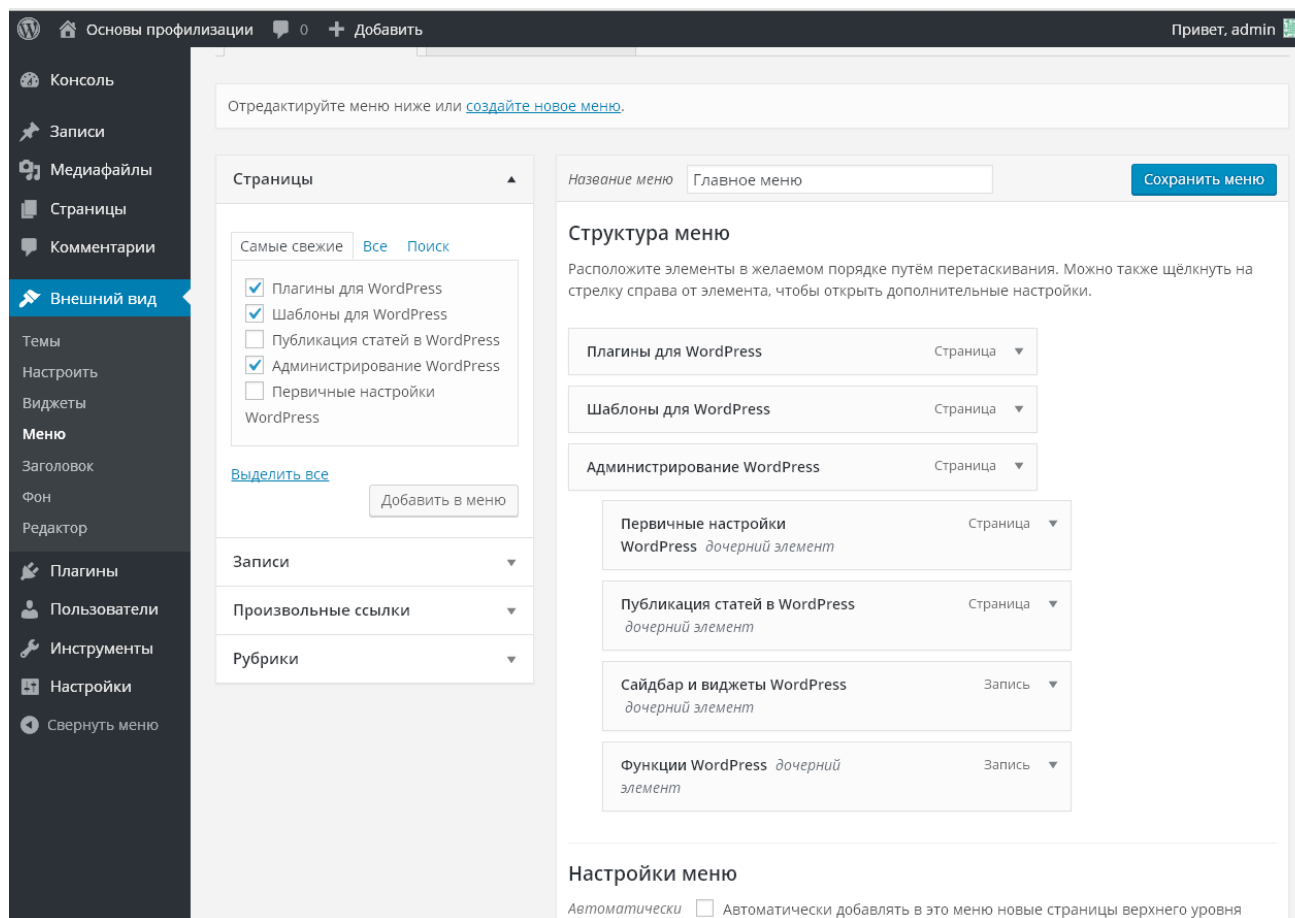 Основы профилизации 0 Добавить Привет, admin
Консоль
Записи
Медиафайлы
Страницы
Комментарии
Внешний вид
Темы
Настроить
Виджеты
Меню
Заголовок
Фон
Редактор
Плагины
Пользователи
Инструменты
Настройки
Свернуть меню
Отредактируйте меню ниже или создайте новое меню.
Страницы
Самые свежие Все Поиск
Плагины для WordPress
Шаблоны для WordPress
Публикация статей в WordPress
Администрирование WordPress
Первичные настройки
WordPress
Выделить все
Добавить в меню
Записи
Произвольные ссылки
Рубрики
Название меню Главное меню Сохранить меню
Структура меню
Расположите элементы в желаемом порядке путём перетаскивания. Можно также щёлкнуть на
стрелку справа от элемента, чтобы открыть дополнительные настройки.
Плагины для WordPress Страница
Шаблоны для WordPress Страница
Администрирование WordPress Страница
Первичные настройки Страница
WordPress дочерний элемент
Публикация статей в WordPress Страница
дочерний элемент
Сайдбар и виджеты WordPress Запись
дочерний элемент
Функции WordPress дочерний Запись
элемент
Настройки меню
Автоматически Автоматически добавлять в это меню новые страницы верхнего уровня